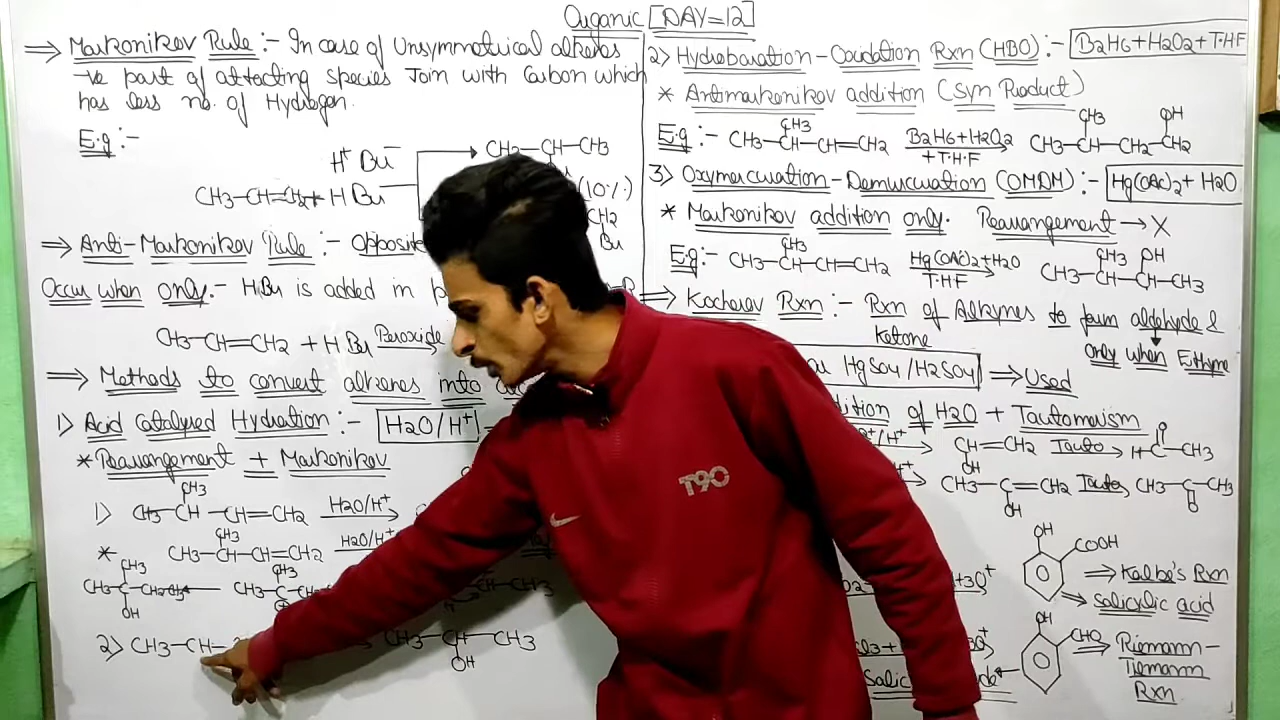 Organic [DAY=12]
⇒ Markonikov Rule :- In case of Unsymmetrical alkenes
-ve part of attacting species Join with Carbon which
has less no. of Hydrogen.
E.g :-
H⁺ Br⁻
CH3-CH=CH2 + H Br
CH2-CH-CH3
(10%)
CH2
Br
⇒ Anti-Markonikov Rule :- Opposite
Occur when only :- HBr is added in
CH3-CH=CH2 + H Br Peroxide
⇒ Methods to convert alkenes into
1) Acid Catalysed Hydration :- H2O/H⁺
* Rearrangement + Markonikov
CH3
1) CH3-CH-CH=CH2 H2O/H⁺
CH3
* CH3-CH-CH=CH2 H2O/H⁺
CH3
CH3-C-CH2-CH3
OH
CH3
CH3-C
CH-CH3
2) CH3-CH
CH3-CH-CH3
OH
2) Hydroboration-Oxidation Rxn (HBO) :- B2H6+H2O2+T.H.F
* Antimarkonikov addition (Syn Product)
E.g :- CH3-CH-CH=CH2 B2H6+H2O2 +T.H.F CH3-CH-CH2-CH2
CH3
CH3 OH
3) Oxymercuration-Demercuration (OMDM) :- Hg(OAc)2 + H2O
* Markonikov addition only. Rearrangement → X
E.g :- CH3-CH-CH=CH2 Hg(OAc)2+H2O T.H.F CH3-CH-CH-CH3
CH3
CH3 OH
⇒ Kocherov Rxn :- Rxn of Alkynes to form aldehyde &
ketone
Only when Ethyne
HgSO4/H2SO4 ⇒ Used
of H2O + Tautomerism
/H⁺ CH=CH2 Tauto H-C-CH3
OH
O
CH3-C=CH2 Tauto CH3-C-CH3
OH
O
OH
COOH
⇒ Kalbe's Rxn
→ Salicylic acid
+3O⁺
OH
CHO ⇒ Riemann-
Tiemann
Rxn
T90